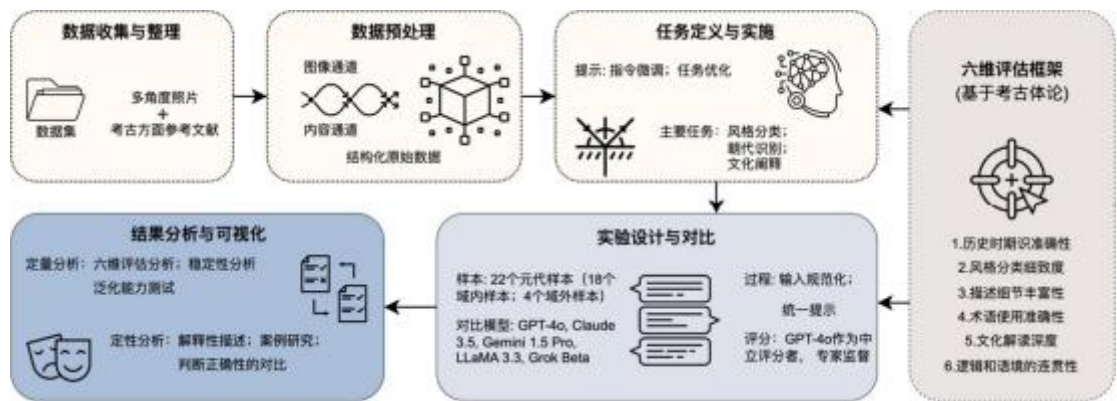 数据收集与整理
数据集
多角度照片
+
考古方面参考文献
数据预处理
图像通道
内容通道
结构化原始数据
任务定义与实施
提示: 指令微调；任务优化
主要任务：风格分类；
朝代识别；
文化阐释
六维评估框架
(基于考古体论)
1.历史时期识准确性
2.风格分类细致度
3.描述细节丰富性
4.术语使用准确性
5.文化解读深度
6.逻辑和语境的连贯性
实验设计与对比
样本: 22个元代样本（18个
域内样本；4个域外样本）
对比模型: GPT-4o, Claude
3.5, Gemini 1.5 Pro,
LLaMA 3.3, Grok Beta
过程: 输入规范化；
统一提示
评分：GPT-4o作为中
立评分者， 专家监督
结果分析与可视化
定量分析：六维评估分析；稳定性分析
泛化能力测试
定性分析：解释性描述；案例研究；
判断正确性的对比